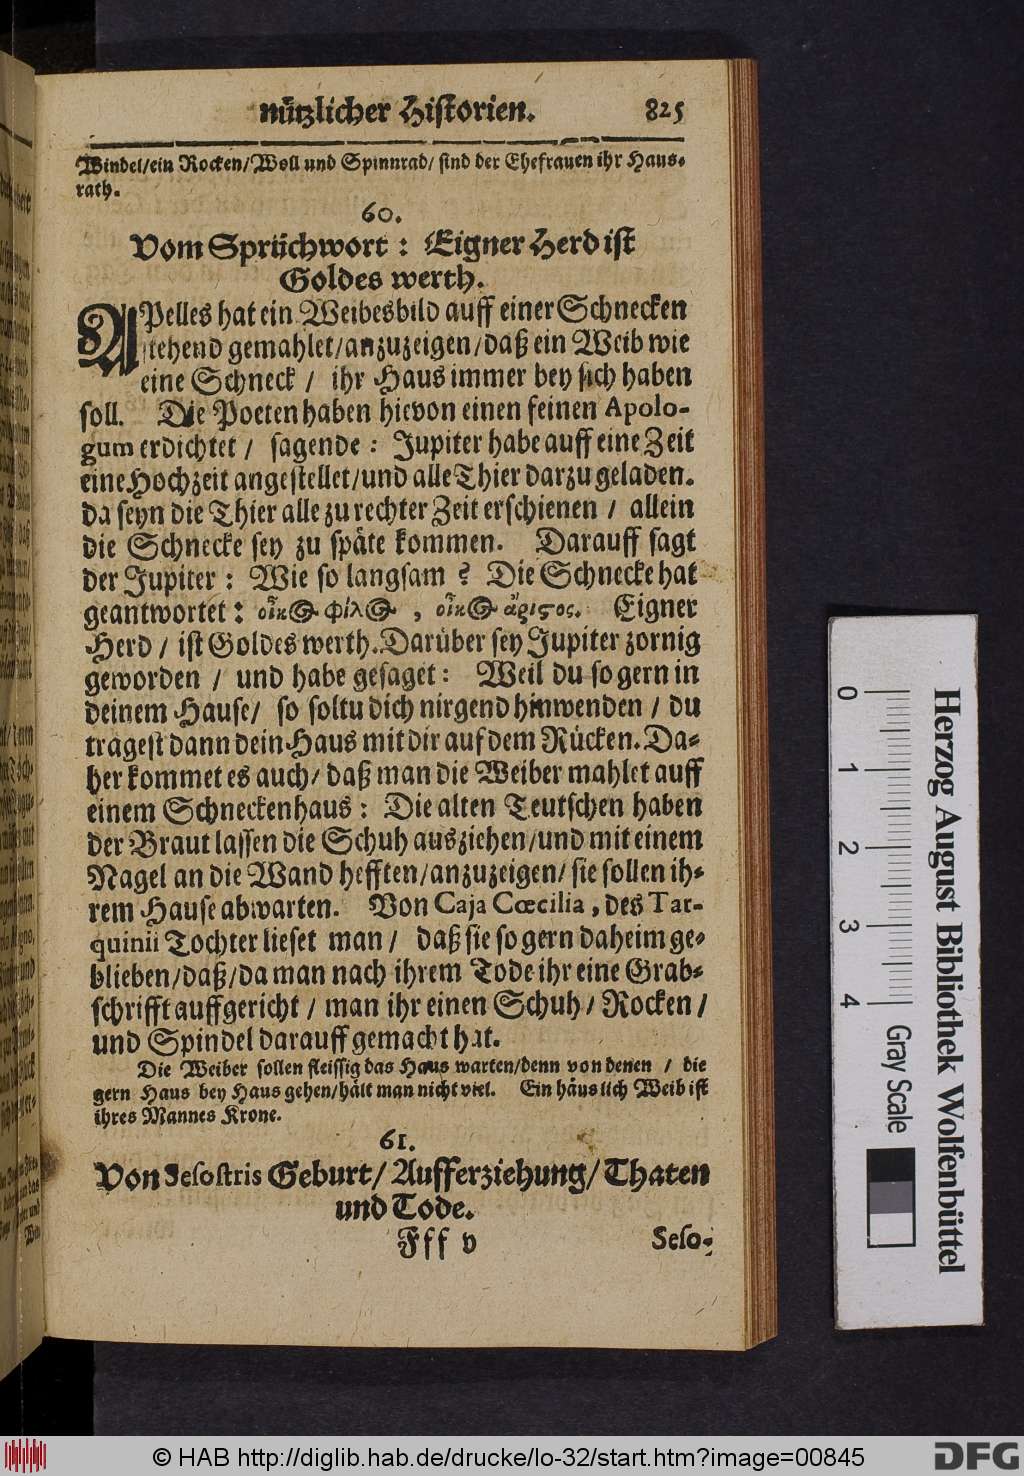 nützlicher Historien. 825
Windel/ein Rocken/Woll und Spinnrad/ sind der Ehefrauen ihr Haus-
rath.
60.
Vom Sprüchwort: Eigner Herd ist
Goldes werth.
APelles hat ein Weibesbild auff einer Schnecken
stehend gemahlet/anzuzeigen/daß ein Weib wie
eine Schneck / ihr Haus immer bey sich haben
soll. Die Poeten haben hievon einen feinen Apolo-
gum erdichtet / sagende: Jupiter habe auff eine Zeit
eine Hochzeit angestellet/und alle Thier darzu geladen.
da seyn die Thier alle zu rechter Zeit erschienen / allein
die Schnecke sey zu späte kommen. Darauff sagt
der Jupiter: Wie so langsam? Die Schnecke hat
geantwortet: οἶκος φίλος, οἶκος ἄριϛος. Eigner
Herd / ist Goldes werth. Darüber sey Jupiter zornig
geworden / und habe gesaget: Weil du so gern in
deinem Hause/ so soltu dich nirgend hinwenden / du
tragest dann dein Haus mit dir auf dem Rücken. Da-
her kommet es auch/ daß man die Weiber mahlet auff
einem Schneckenhaus: Die alten Teutschen haben
der Braut lassen die Schuh ausziehen/und mit einem
Nagel an die Wand hefften/anzuzeigen/ sie sollen ih-
rem Hause abwarten. Von Caja Cœcilia, des Tar-
quinii Tochter lieset man / daß sie so gern daheim ge-
blieben/daß/da man nach ihrem Tode ihr eine Grab-
schrifft auffgericht / man ihr einen Schuh/ Rocken /
und Spindel darauff gemacht hat.
Die Weiber sollen fleissig das Haus warten/denn von denen / die
gern Haus bey Haus gehen/hält man nicht viel. Ein häuslich Weib ist
ihres Mannes Krone.
61.
Von Sesostris Geburt/ Aufferziehung/ Thaten
und Tode.
Fff v Seso-
0 1 2 3 4
Gray Scale
Herzog August Bibliothek Wolfenbüttel
© HAB http://diglib.hab.de/drucke/lo-32/start.htm?image=00845
DFG